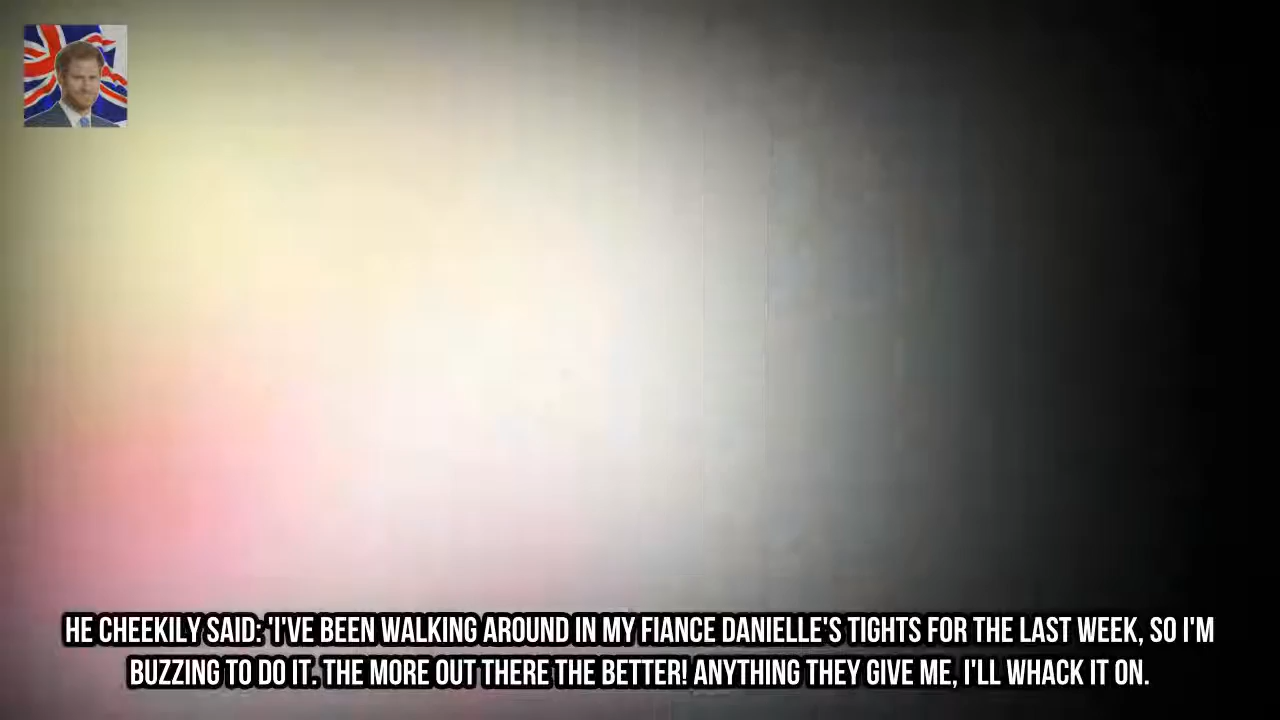 HE CHEEKILY SAID: 'I'VE BEEN WALKING AROUND IN MY FIANCE DANIELLE'S TIGHTS FOR THE LAST WEEK, SO I'M
BUZZING TO DO IT. THE MORE OUT THERE THE BETTER! ANYTHING THEY GIVE ME, I'LL WHACK IT ON.